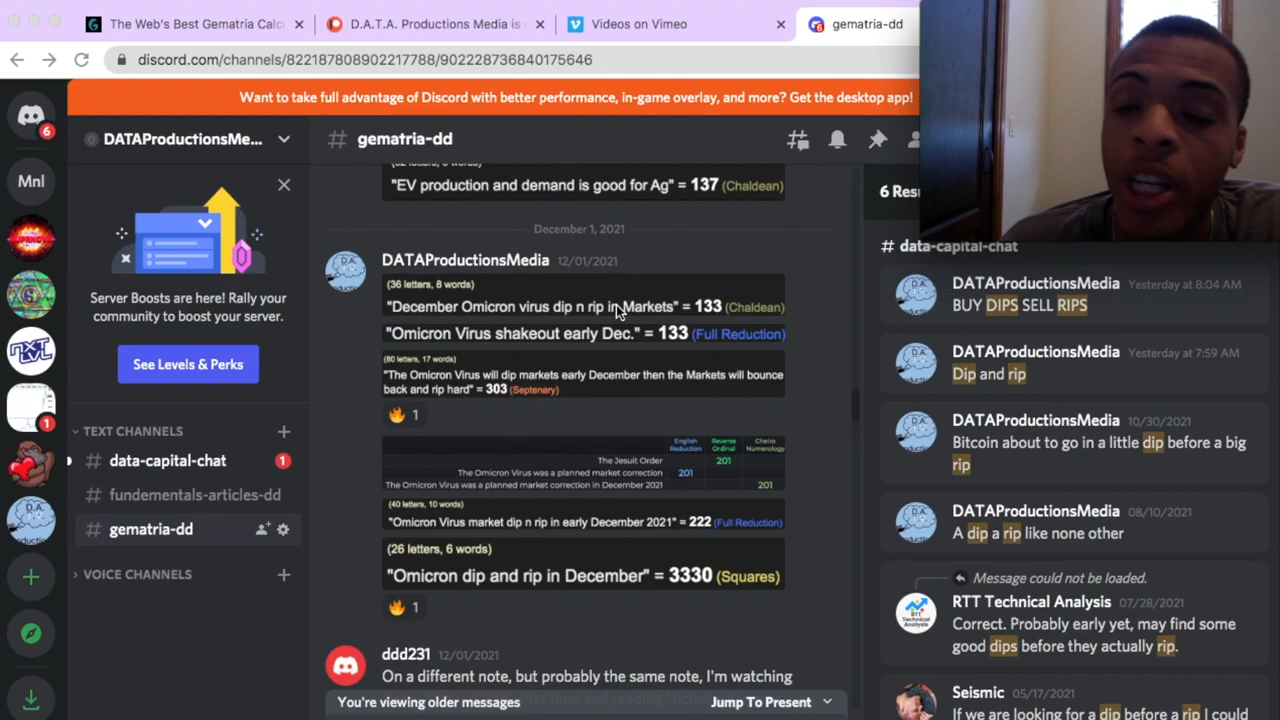 The Web's Best Gematria Calc
D.A.T.A. Productions Media is
Videos on Vimeo
gematria-dd
discord.com/channels/822187808902217788/902228736840175646
Want to take full advantage of Discord with better performance, in-game overlay, and more? Get the desktop app!
6
DATAProductionsMe...
# gematria-dd
MnI
Server Boosts are here! Rally your
community to boost your server.
See Levels & Perks
TEXT CHANNELS
# data-capital-chat 1
# fundementals-articles-dd
# gematria-dd
VOICE CHANNELS
1
"EV production and demand is good for Ag" = 137 (Chaldean)
December 1, 2021
DATAProductionsMedia 12/01/2021
(36 letters, 8 words)
"December Omicron virus dip n rip in Markets" = 133 (Chaldean)
"Omicron Virus shakeout early Dec." = 133 (Full Reduction)
(80 letters, 17 words)
"The Omicron Virus will dip markets early December then the Markets will bounce
back and rip hard" = 303 (Septenary)
1
English Reduction Reverse Ordinal Cheiro Numerology
The Jesuit Order 201
The Omicron Virus was a planned market correction 201
The Omicron Virus was a planned market correction in December 2021 201
(40 letters, 10 words)
"Omicron Virus market dip n rip in early December 2021" = 222 (Full Reduction)
(26 letters, 6 words)
"Omicron dip and rip in December" = 3330 (Squares)
1
ddd231 12/01/2021
On a different note, but probably the same note, I'm watching
You're viewing older messages
Jump To Present
6 Resu
# data-capital-chat
DATAProductionsMedia Yesterday at 8:04 AM
BUY DIPS SELL RIPS
DATAProductionsMedia Yesterday at 7:59 AM
Dip and rip
DATAProductionsMedia 10/30/2021
Bitcoin about to go in a little dip before a big
rip
DATAProductionsMedia 08/10/2021
A dip a rip like none other
Message could not be loaded.
RTT Technical Analysis 07/28/2021
Correct. Probably early yet, may find some
good dips before they actually rip.
Seismic 05/17/2021
If we are looking for a dip before a rip I could